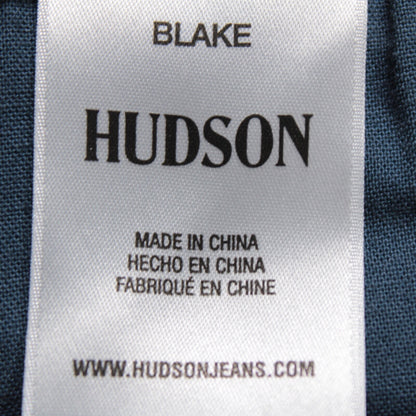 BLAKE
HUDSON
MADE IN CHINA
HECHO EN CHINA
FABRIQUÉ EN CHINE
WWW.HUDSONJEANS.COM